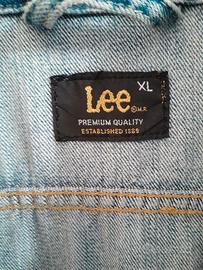 XL
Lee
®M.R.
PREMIUM QUALITY
ESTABLISHED 1889